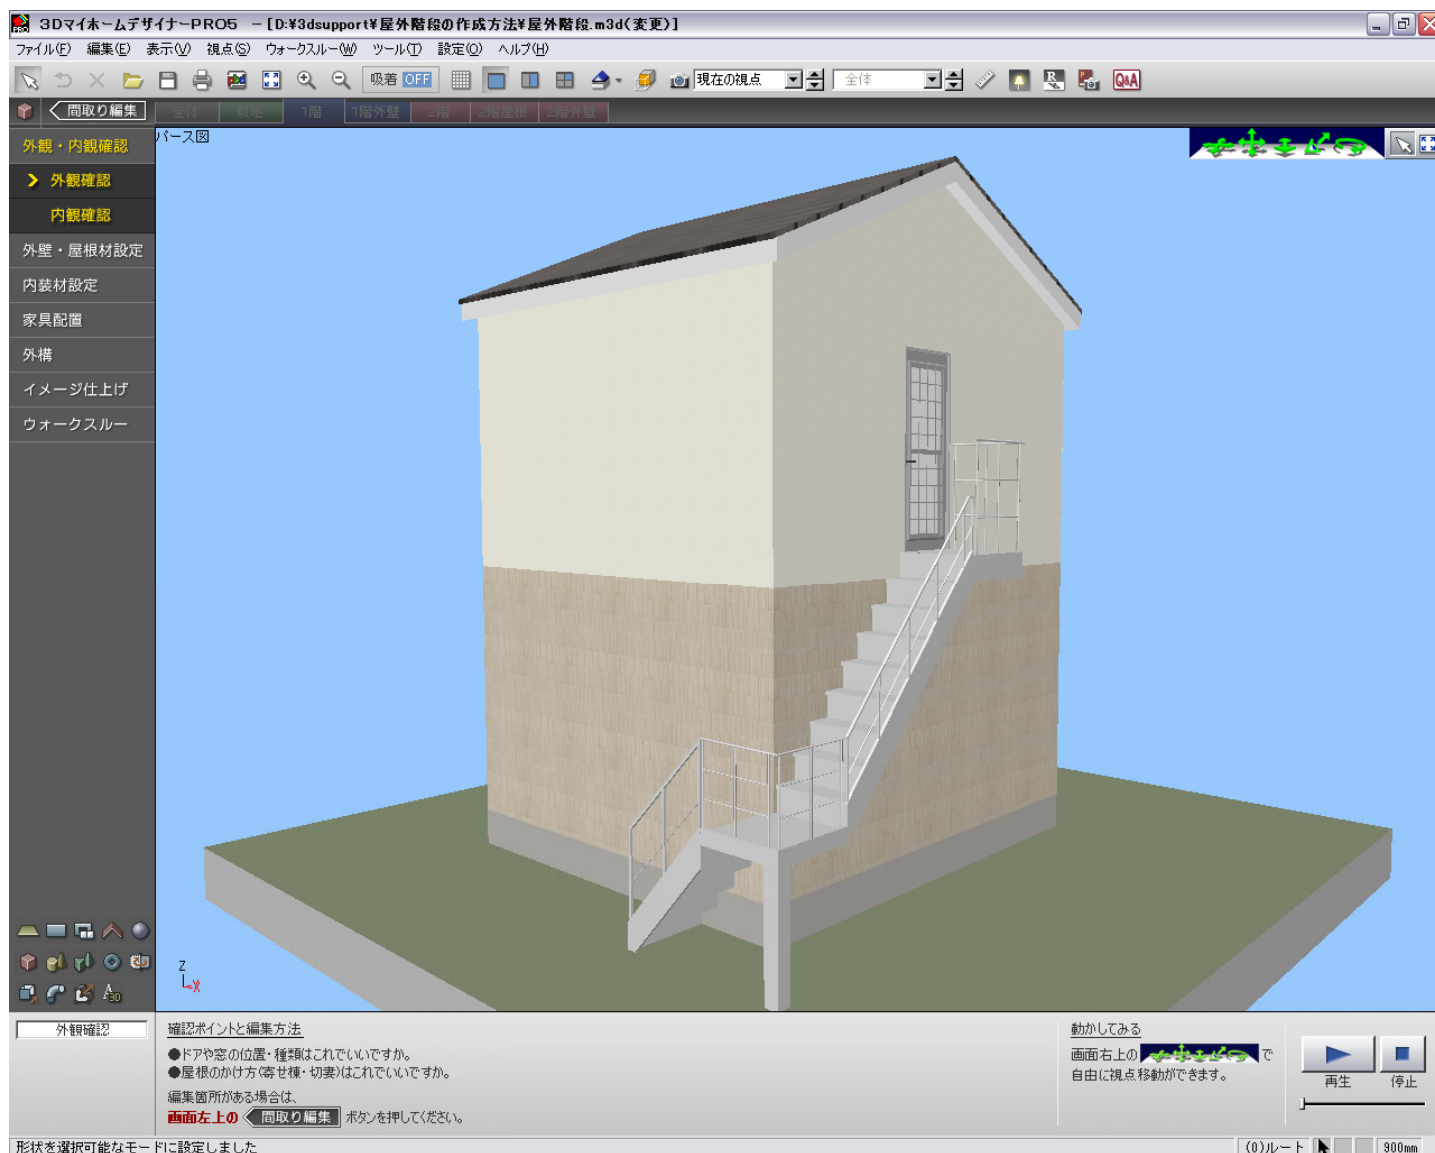 3DマイホームデザイナーPRO5 － [D:¥3dsupport¥屋外階段の作成方法¥屋外階段.m3d(変更)]
ファイル(F) 編集(E) 表示(V) 視点(S) ウォークスルー(W) ツール(T) 設定(O) ヘルプ(H)
吸着 OFF 現在の視点 全体 Q&A
間取り編集 全体 敷地 1階 1階外壁 2階 2階屋根 2階外壁
外観・内観確認
外観確認
内観確認
外壁・屋根材設定
内装材設定
家具配置
外構
イメージ仕上げ
ウォークスルー
パース図
Z
X
外観確認
確認ポイントと編集方法
●ドアや窓の位置・種類はこれでいいですか。
●屋根のかけ方(寄せ棟・切妻)はこれでいいですか。
編集箇所がある場合は、
画面左上の 間取り編集 ボタンを押してください。
動かしてみる
画面右上の で
自由に視点移動ができます。
再生 停止
形状を選択可能なモードに設定しました
(0)ルート 900mm